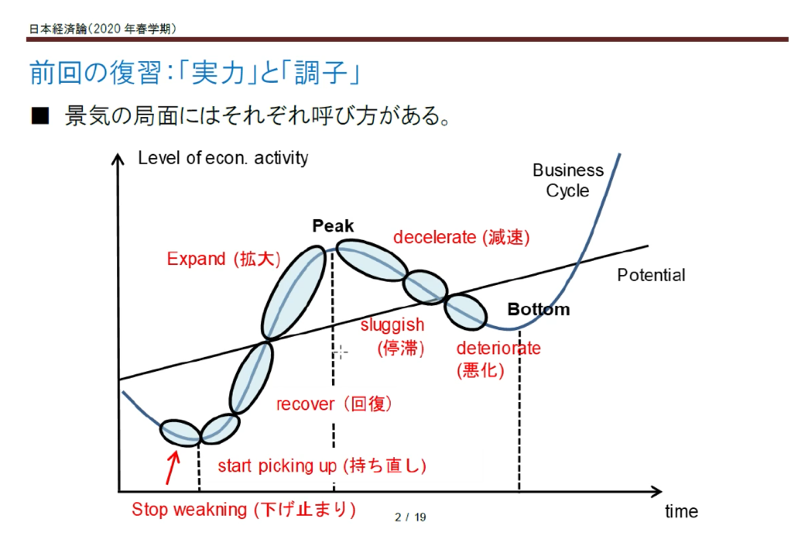 日本経済論（2020 年春学期）
前回の復習：「実力」と「調子」
■ 景気の局面にはそれぞれ呼び方がある。
Level of econ. activity
Business
Cycle
Peak
decelerate (減速)
Expand (拡大)
Potential
Bottom
sluggish
(停滞)
deteriorate
(悪化)
recover （回復）
start picking up (持ち直し)
Stop weakning (下げ止まり)
2 / 19
time